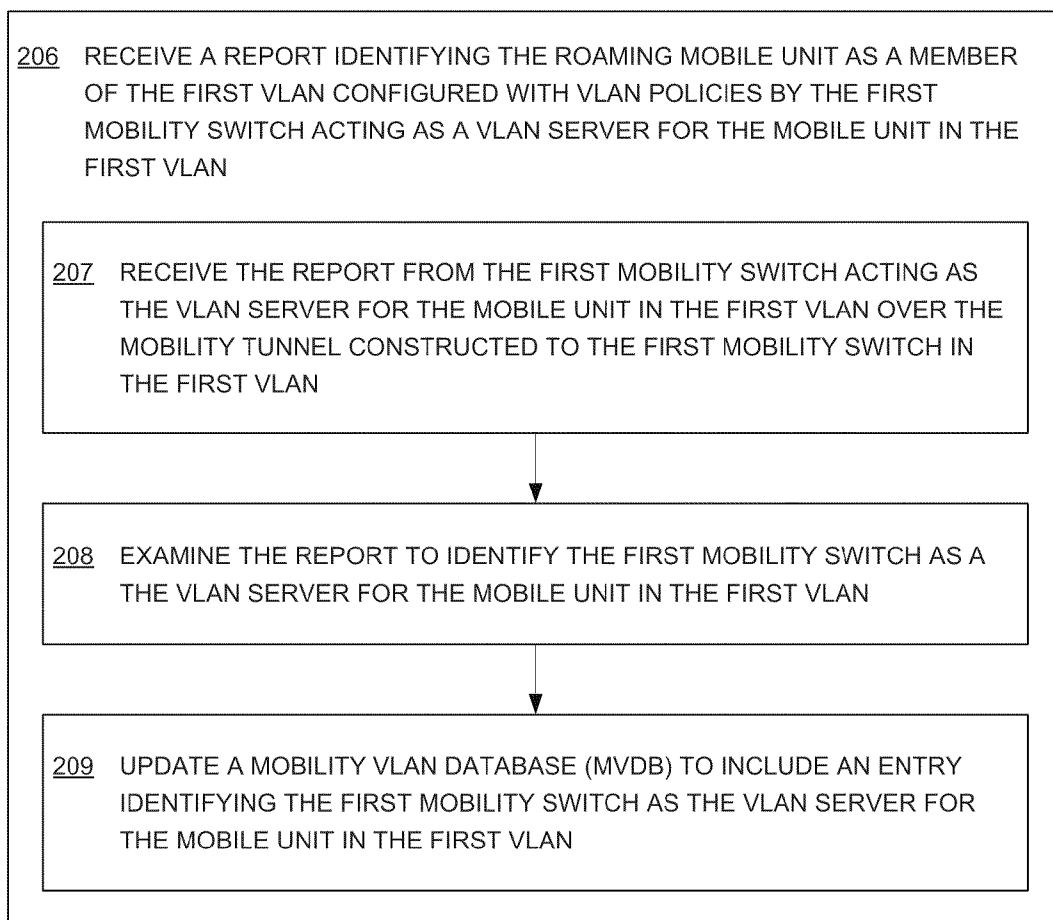 206 RECEIVE A REPORT IDENTIFYING THE ROAMING MOBILE UNIT AS A MEMBER
OF THE FIRST VLAN CONFIGURED WITH VLAN POLICIES BY THE FIRST
MOBILITY SWITCH ACTING AS A VLAN SERVER FOR THE MOBILE UNIT IN THE
FIRST VLAN
207 RECEIVE THE REPORT FROM THE FIRST MOBILITY SWITCH ACTING AS
THE VLAN SERVER FOR THE MOBILE UNIT IN THE FIRST VLAN OVER THE
MOBILITY TUNNEL CONSTRUCTED TO THE FIRST MOBILITY SWITCH IN
THE FIRST VLAN
208 EXAMINE THE REPORT TO IDENTIFY THE FIRST MOBILITY SWITCH AS A
THE VLAN SERVER FOR THE MOBILE UNIT IN THE FIRST VLAN
209 UPDATE A MOBILITY VLAN DATABASE (MVDB) TO INCLUDE AN ENTRY
IDENTIFYING THE FIRST MOBILITY SWITCH AS THE VLAN SERVER FOR
THE MOBILE UNIT IN THE FIRST VLAN